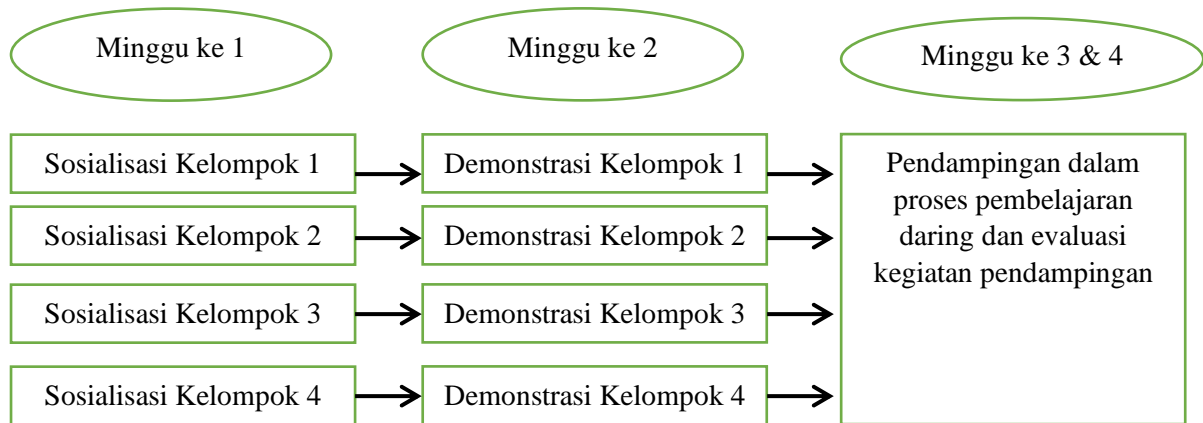 Minggu ke 1
Minggu ke 2
Minggu ke 3 & 4
Sosialisasi Kelompok 1
Demonstrasi Kelompok 1
Sosialisasi Kelompok 2
Demonstrasi Kelompok 2
Sosialisasi Kelompok 3
Demonstrasi Kelompok 3
Sosialisasi Kelompok 4
Demonstrasi Kelompok 4
Pendampingan dalam
proses pembelajaran
daring dan evaluasi
kegiatan pendampingan